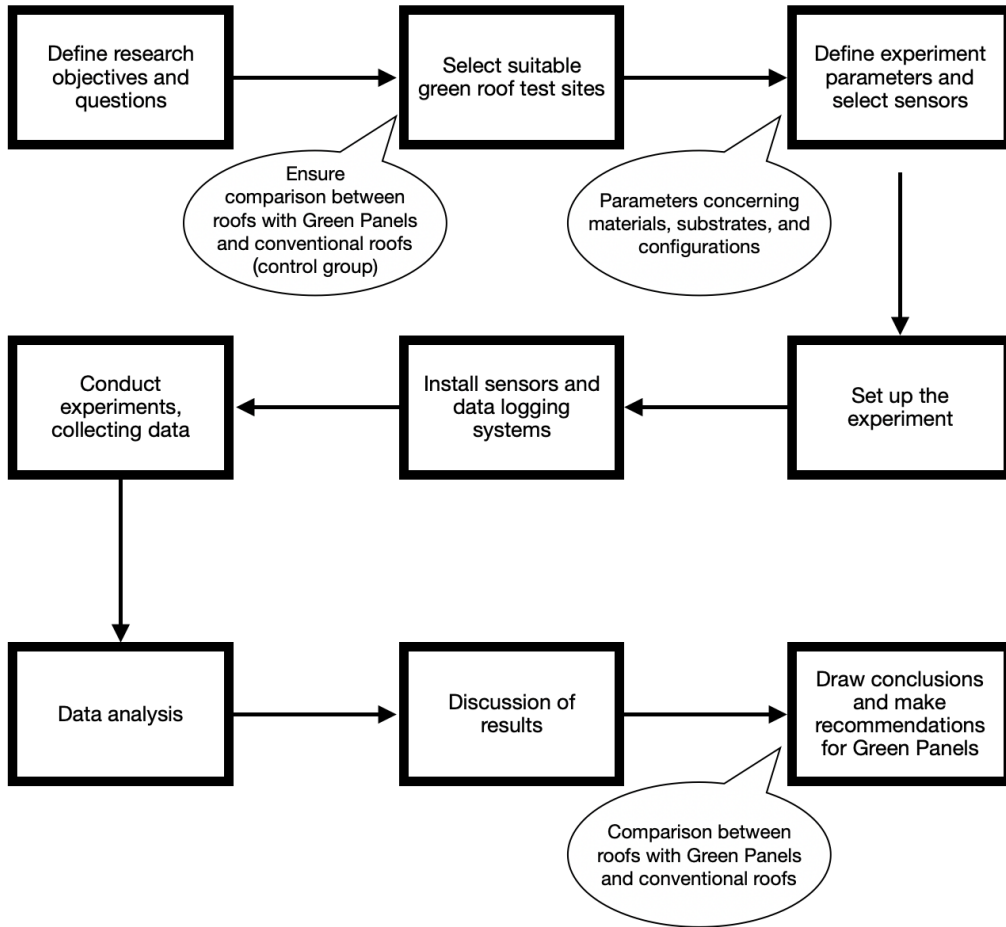 Define research
objectives and
questions
Select suitable
green roof test sites
Define experiment
parameters and
select sensors
Ensure
comparison between
roofs with Green Panels
and conventional roofs
(control group)
Parameters concerning
materials, substrates, and
configurations
Set up the
experiment
Install sensors and
data logging
systems
Conduct
experiments,
collecting data
Data analysis
Discussion of
results
Draw conclusions
and make
recommendations
for Green Panels
Comparison between
roofs with Green Panels
and conventional roofs